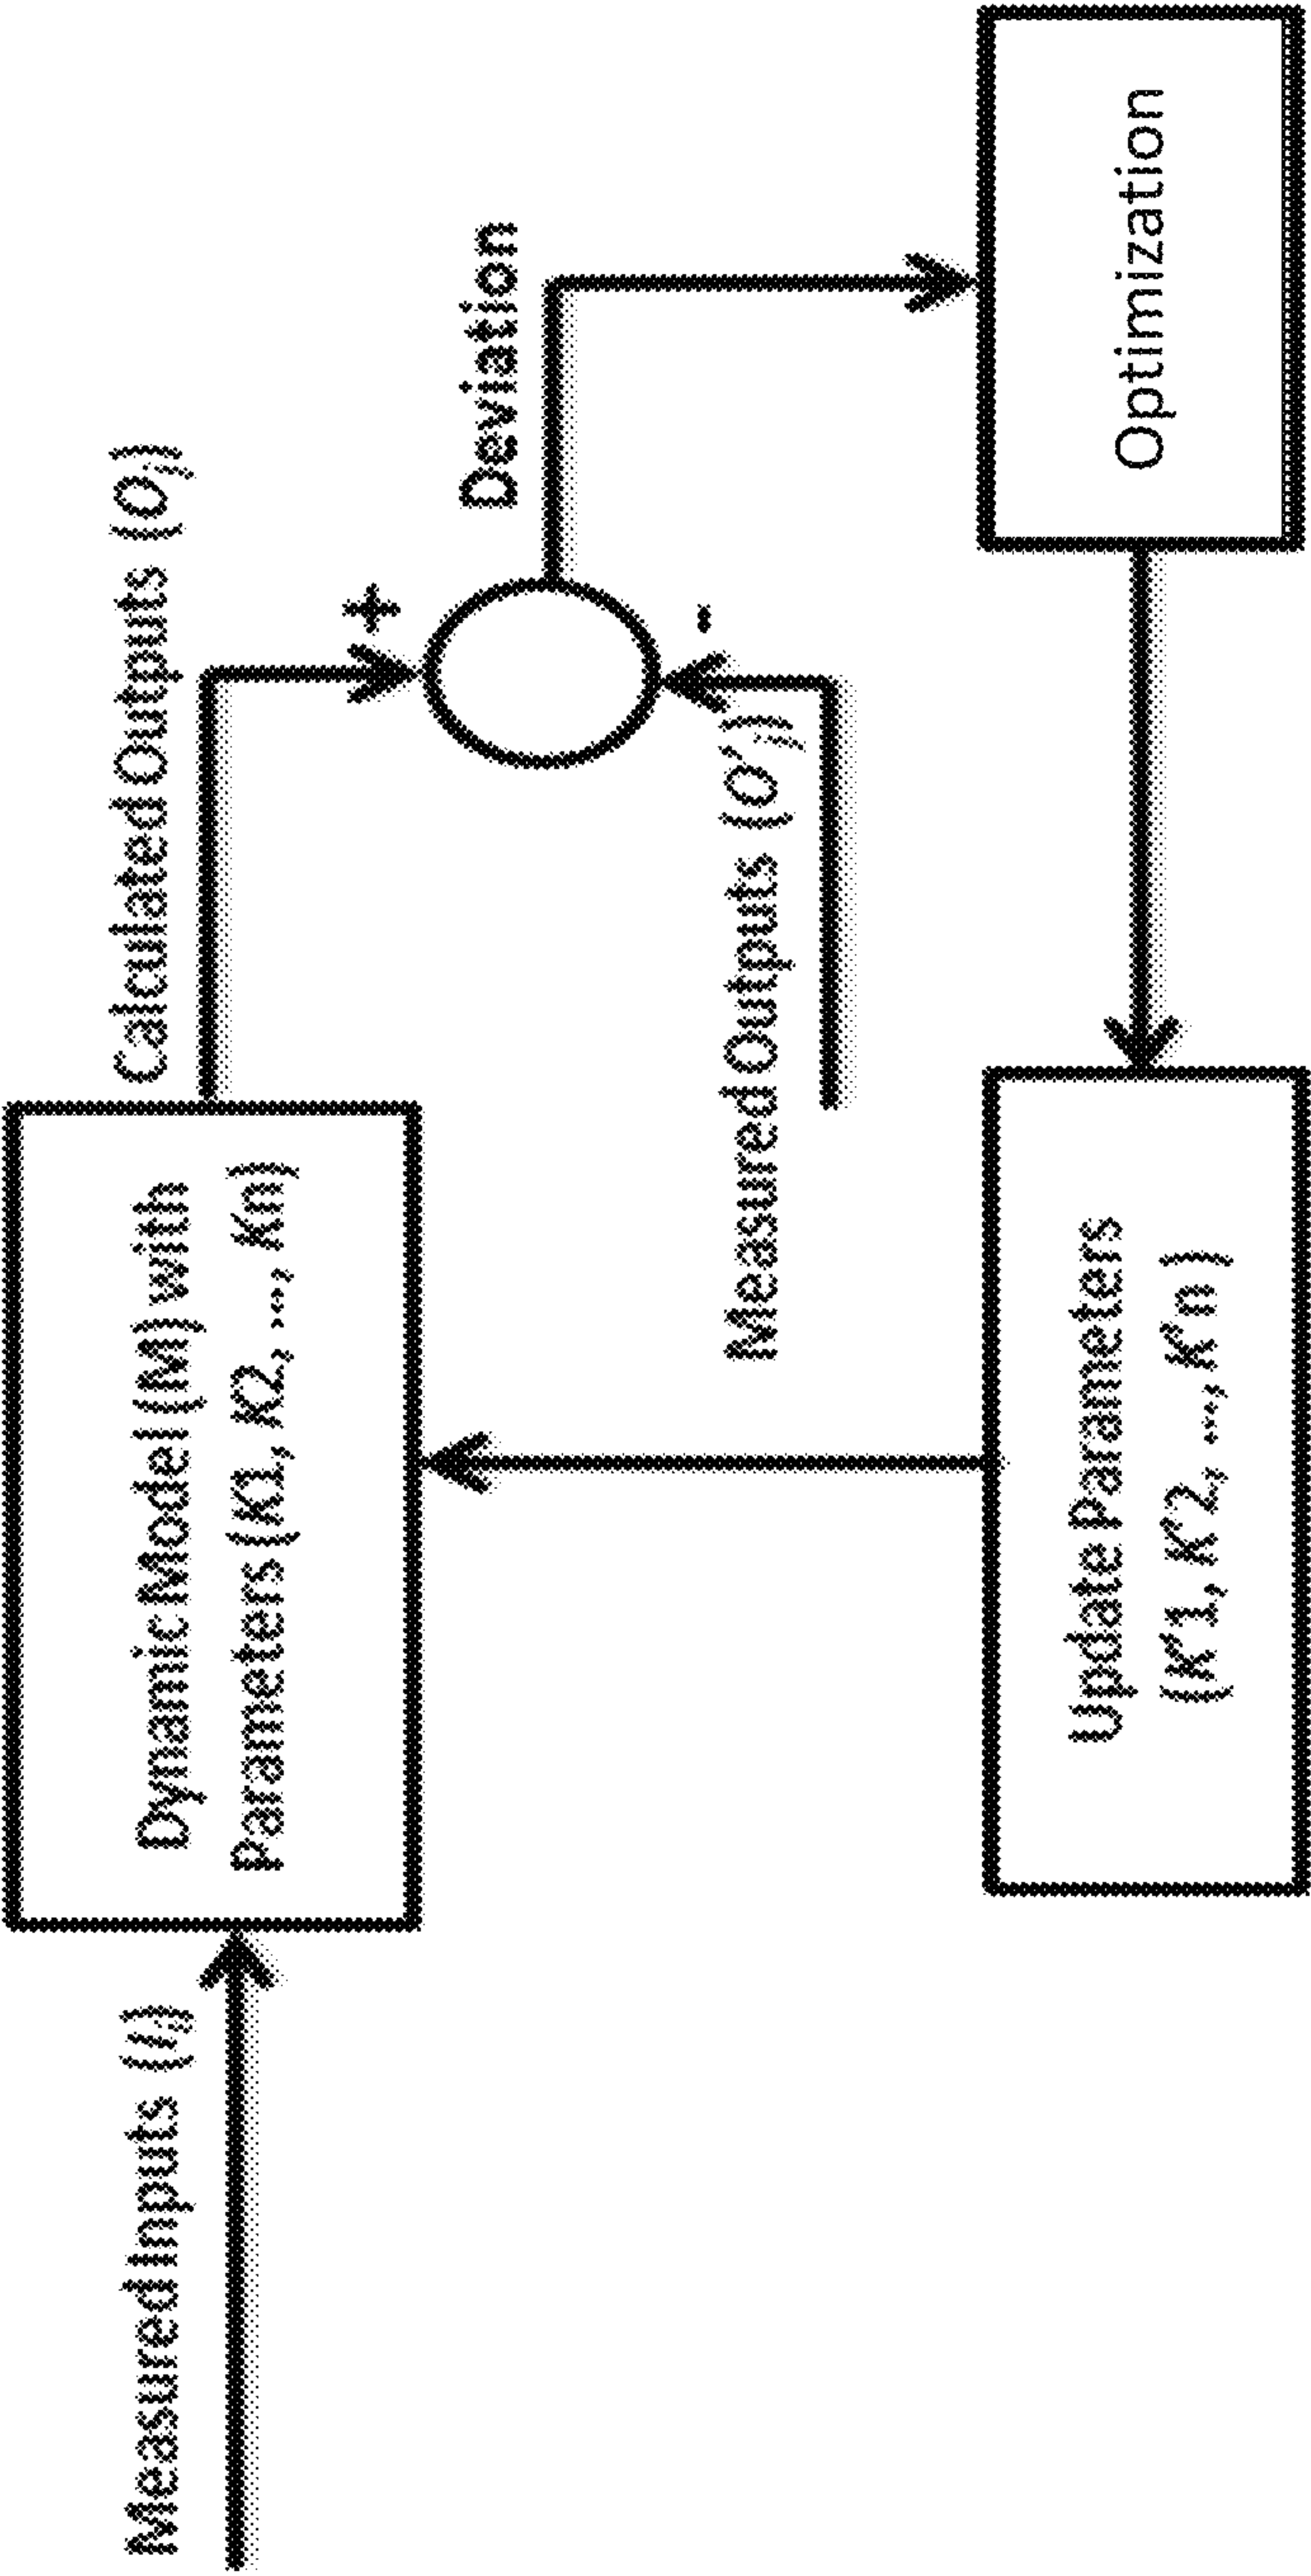 Measured Inputs (Ij)
Dynamic Model (M) with
Parameters (K1, K2, ..., Kn)
Calculated Outputs (Oj)
+
Deviation
-
Measured Outputs (O'j)
Update Parameters
(K'1, K'2, ..., K'n )
Optimization